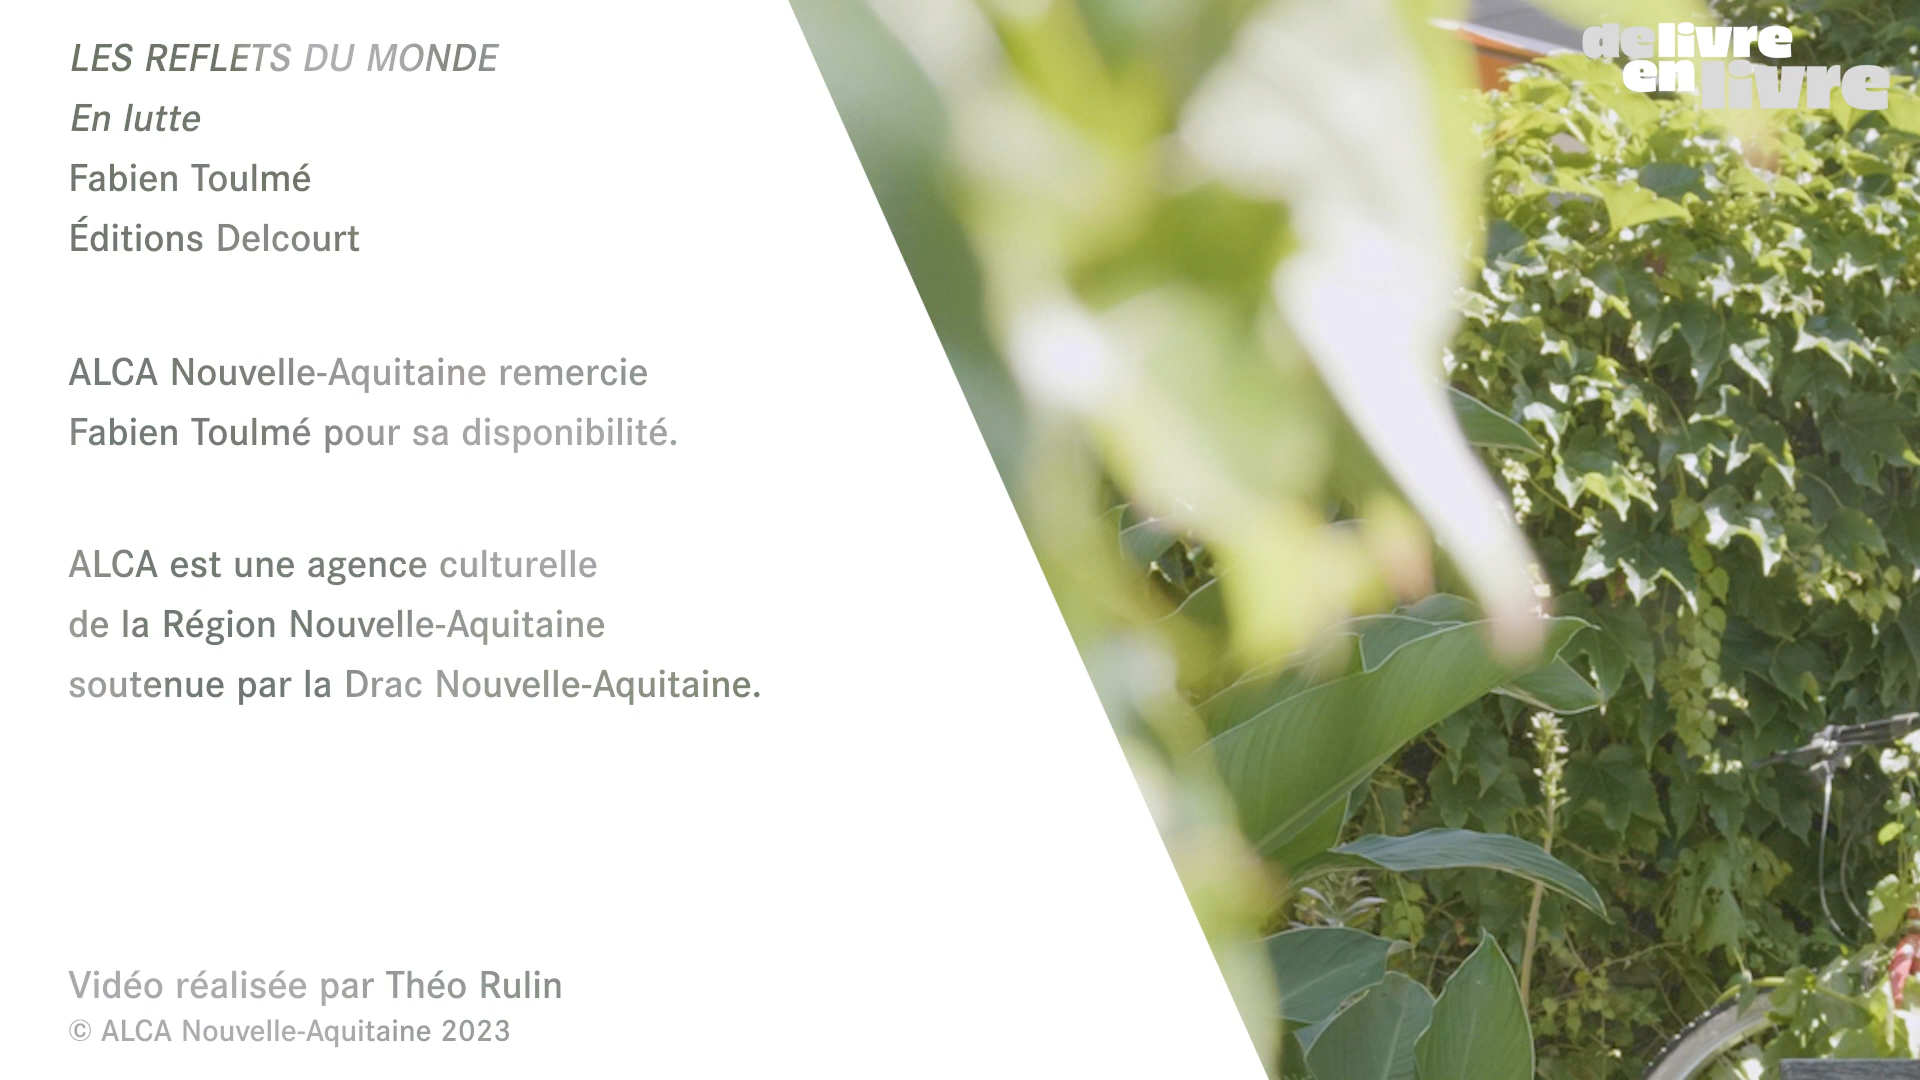 LES REFLETS DU MONDE
En lutte
Fabien Toulmé
Éditions Delcourt
ALCA Nouvelle-Aquitaine remercie
Fabien Toulmé pour sa disponibilité.
ALCA est une agence culturelle
de la Région Nouvelle-Aquitaine
soutenue par la Drac Nouvelle-Aquitaine.
Vidéo réalisée par Théo Rulin
© ALCA Nouvelle-Aquitaine 2023
de livre
en livre